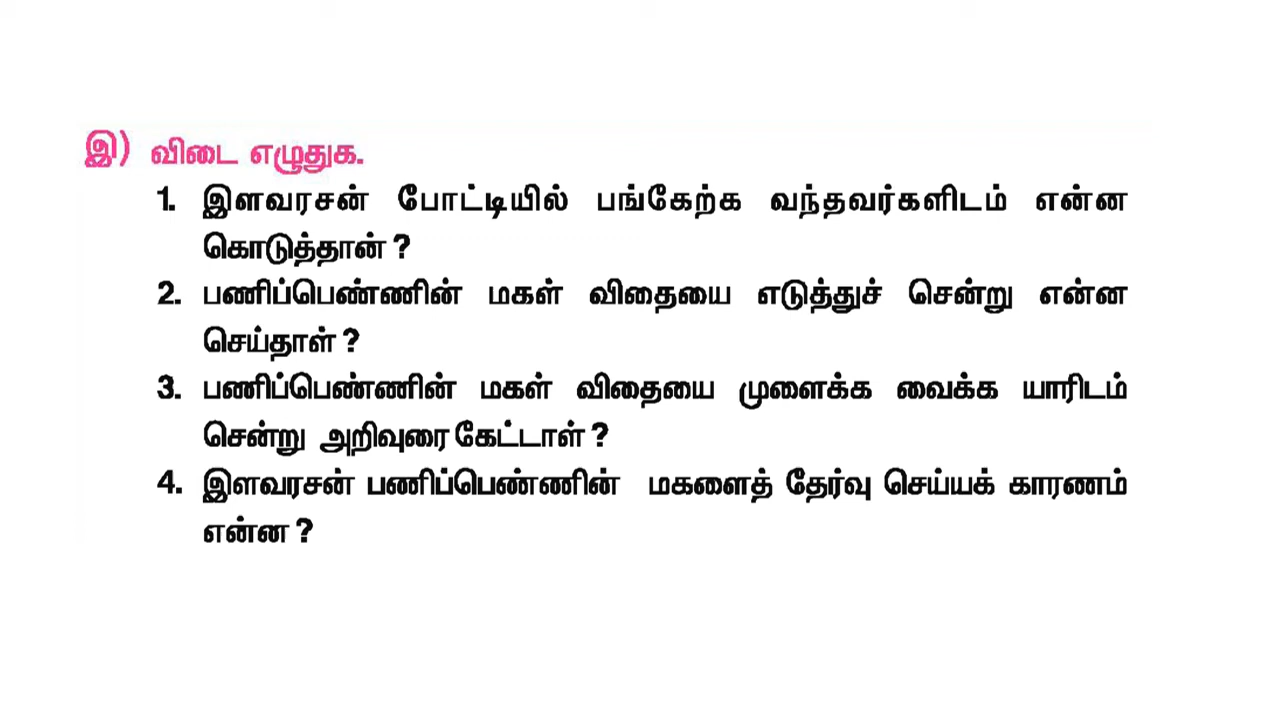 இ) விடை எழுதுக.
1. இளவரசன் போட்டியில் பங்கேற்க வந்தவர்களிடம் என்ன
கொடுத்தான் ?
2. பணிப்பெண்ணின் மகள் விதையை எடுத்துச் சென்று என்ன
செய்தாள் ?
3. பணிப்பெண்ணின் மகள் விதையை முளைக்க வைக்க யாரிடம்
சென்று அறிவுரை கேட்டாள் ?
4. இளவரசன் பணிப்பெண்ணின் மகளைத் தேர்வு செய்யக் காரணம்
என்ன ?